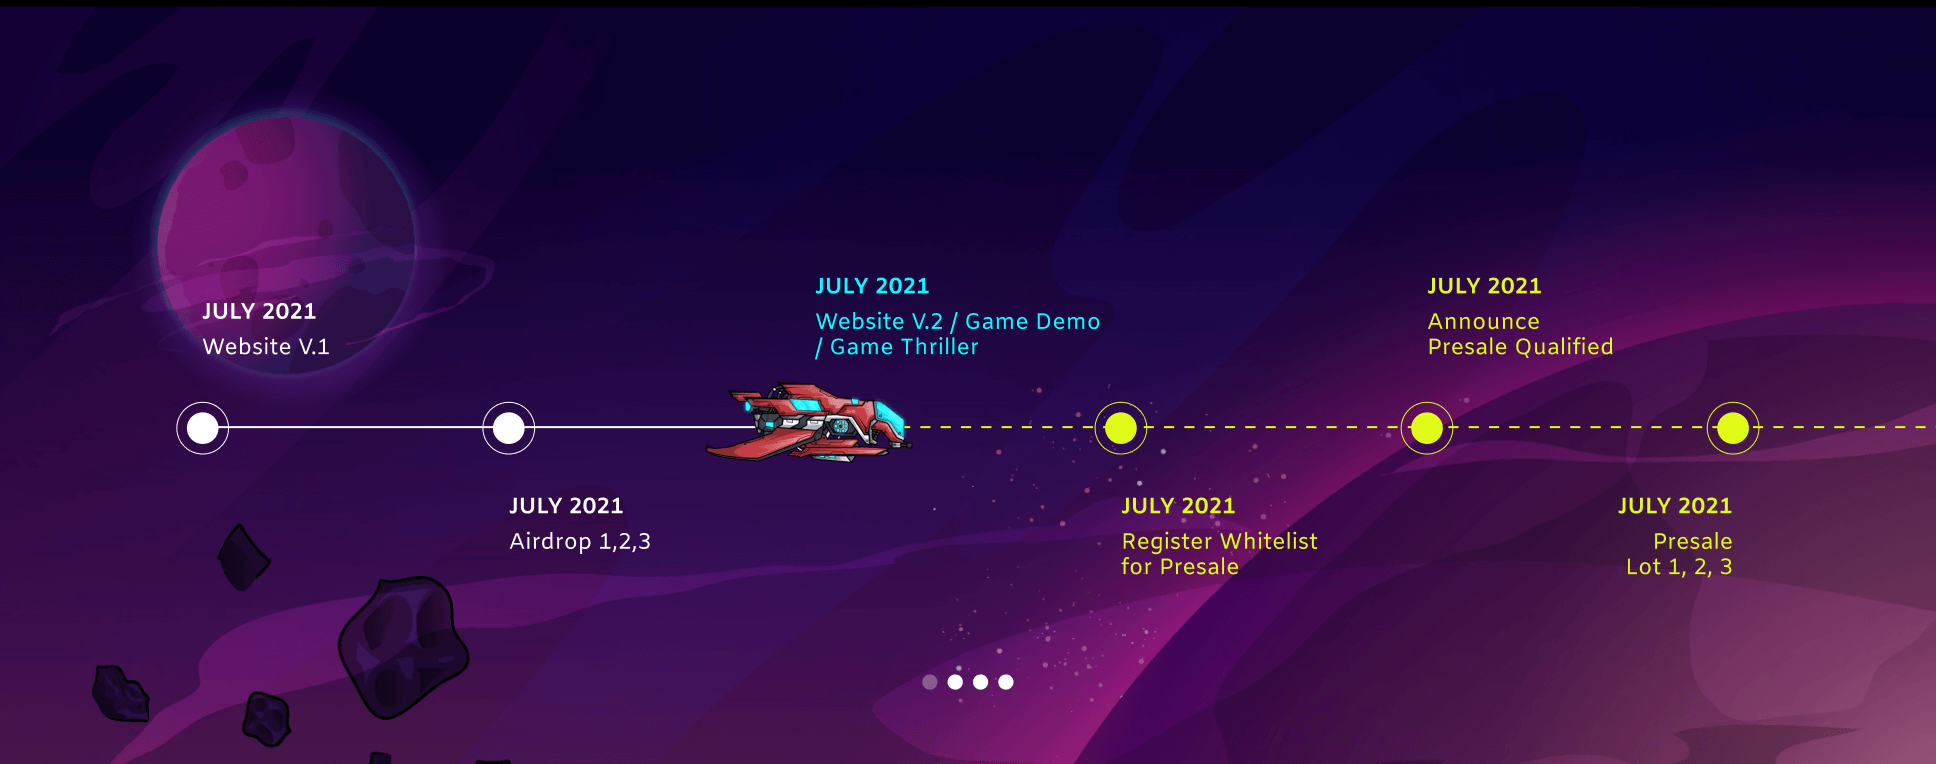 JULY 2021
Website V.1
JULY 2021
Airdrop 1,2,3
JULY 2021
Website V.2 / Game Demo
/ Game Thriller
JULY 2021
Register Whitelist
for Presale
JULY 2021
Announce
Presale Qualified
JULY 2021
Presale
Lot 1, 2, 3